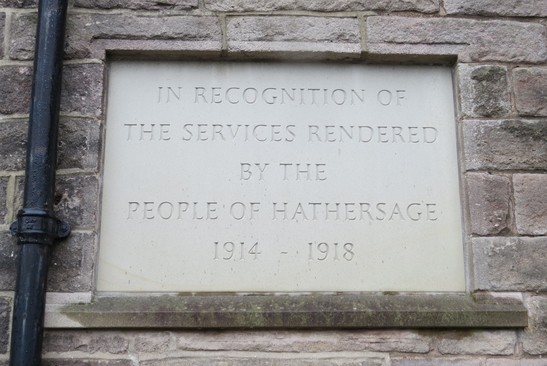 IN RECOGNITION OF
THE SERVICES RENDERED
BY THE
PEOPLE OF HATHERSAGE
1914 - 1918